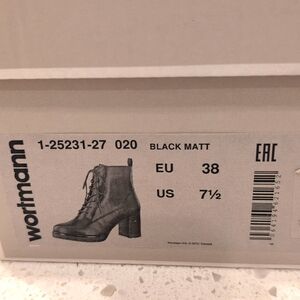 wortmann
1-25231-27 020 BLACK MATT
EU 38
US 7½
EAC